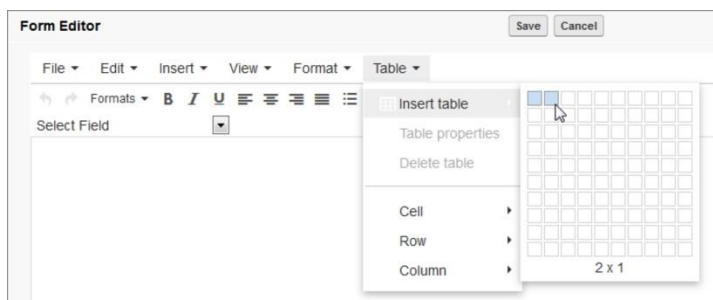 Form Editor Save Cancel
File Edit Insert View Format Table
Formats B I U
Insert table
Select Field
Table properties
Delete table
Cell
Row
Column
2 x 1